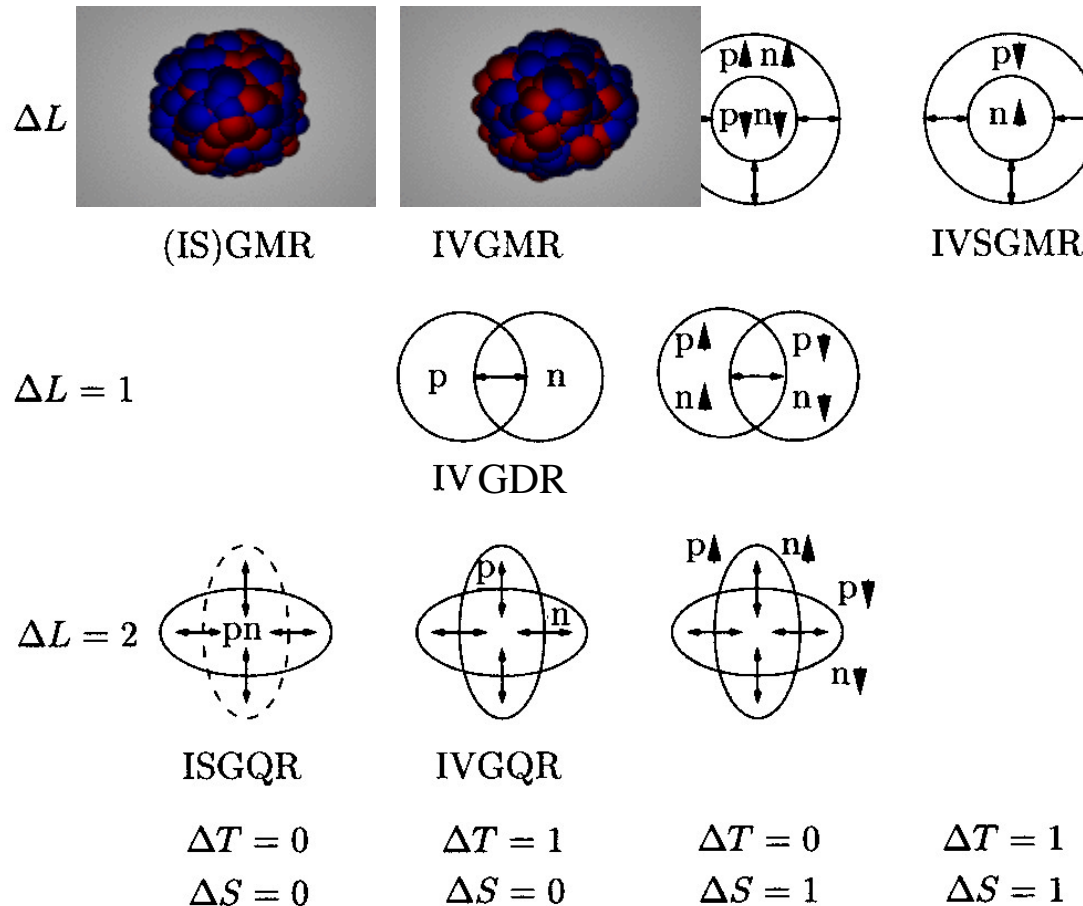 p n
ΔL p n p n
n
(IS)GMR IVGMR IVSGMR
p n p p
ΔL = 1 n n
IV GDR
p n p n
ΔL = 2 pn p n
ISGQR IVGQR
ΔT = 0 ΔT = 1 ΔT = 0 ΔT = 1
ΔS = 0 ΔS = 0 ΔS = 1 ΔS = 1